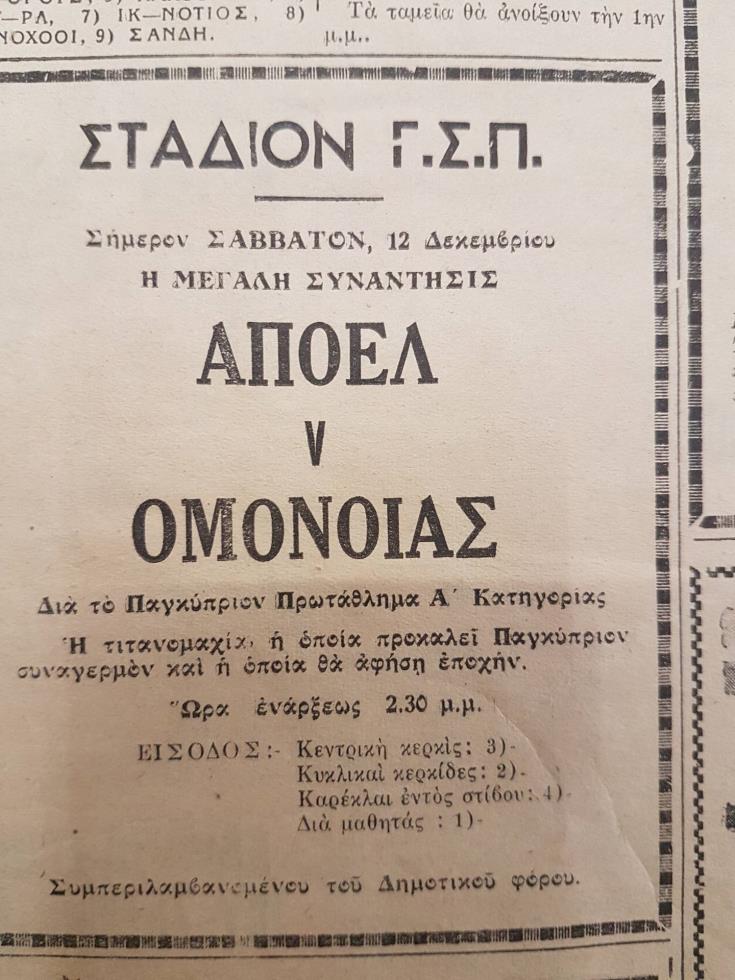 ΡΛ, 7) ΙΚ—ΝΟΤΙΟΣ, 8)
ΝΟΧΟΟΙ, 9) ΣΑΝΔΗ.
Τὰ ταμεῖα θὰ ἀνοίξουν τὴν 1ην
μ.μ..
ΣΤΑΔΙΟΝ Γ.Σ.Π.
Σήμερον ΣΑΒΒΑΤΟΝ, 12 Δεκεμβρίου
Η ΜΕΓΑΛΗ ΣΥΝΑΝΤΗΣΙΣ
ΑΠΟΕΛ
V
ΟΜΟΝΟΙΑΣ
Διὰ τὸ Παγκύπριον Πρωτάθλημα Α΄ Κατηγορίας
Ἡ τιτανομαχία, ἡ ὁποία προκαλεῖ Παγκύπριον
συναγερμὸν καὶ ἡ ὁποία θὰ ἀφήσῃ ἐποχήν.
Ὥρα ἐνάρξεως 2.30 μ.μ.
ΕΙΣΟΔΟΣ:- Κεντρικὴ κερκὶς: 3)-
Κυκλικαὶ κερκίδες: 2)-
Καρέκλαι ἐντὸς στίβου: 4)-
Διὰ μαθητάς : 1)-
Συμπεριλαμβανομένου τοῦ Δημοτικοῦ φόρου.